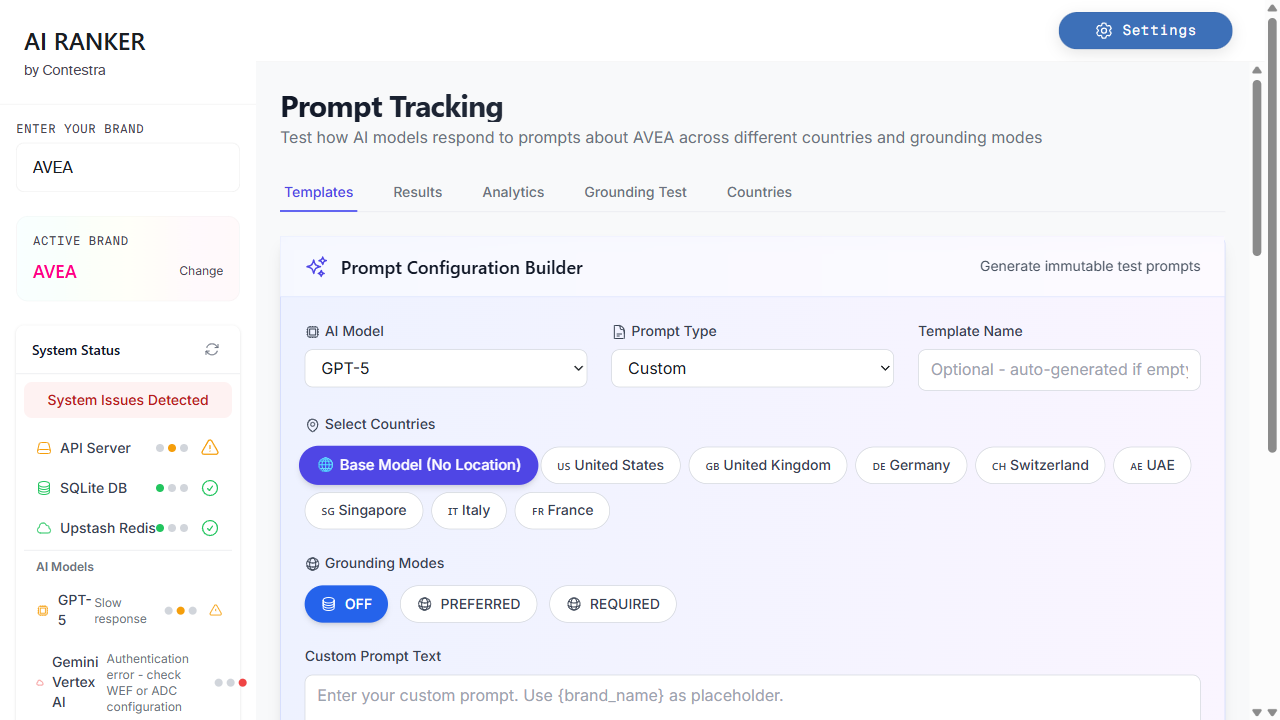 AI RANKER
by Contestra
ENTER YOUR BRAND
AVEA
ACTIVE BRAND
AVEA
Change
System Status
System Issues Detected
API Server
SQLite DB
Upstash Redis
AI Models
GPT-
5
Slow
response
Gemini
Vertex
AI
Authentication
error - check
WEF or ADC
configuration
Settings
Prompt Tracking
Test how AI models respond to prompts about AVEA across different countries and grounding modes
Templates
Results
Analytics
Grounding Test
Countries
Prompt Configuration Builder
Generate immutable test prompts
AI Model
GPT-5
Prompt Type
Custom
Template Name
Optional - auto-generated if empty
Select Countries
Base Model (No Location)
US United States
GB United Kingdom
DE Germany
CH Switzerland
AE UAE
SG Singapore
IT Italy
FR France
Grounding Modes
OFF
PREFERRED
REQUIRED
Custom Prompt Text
Enter your custom prompt. Use {brand_name} as placeholder.